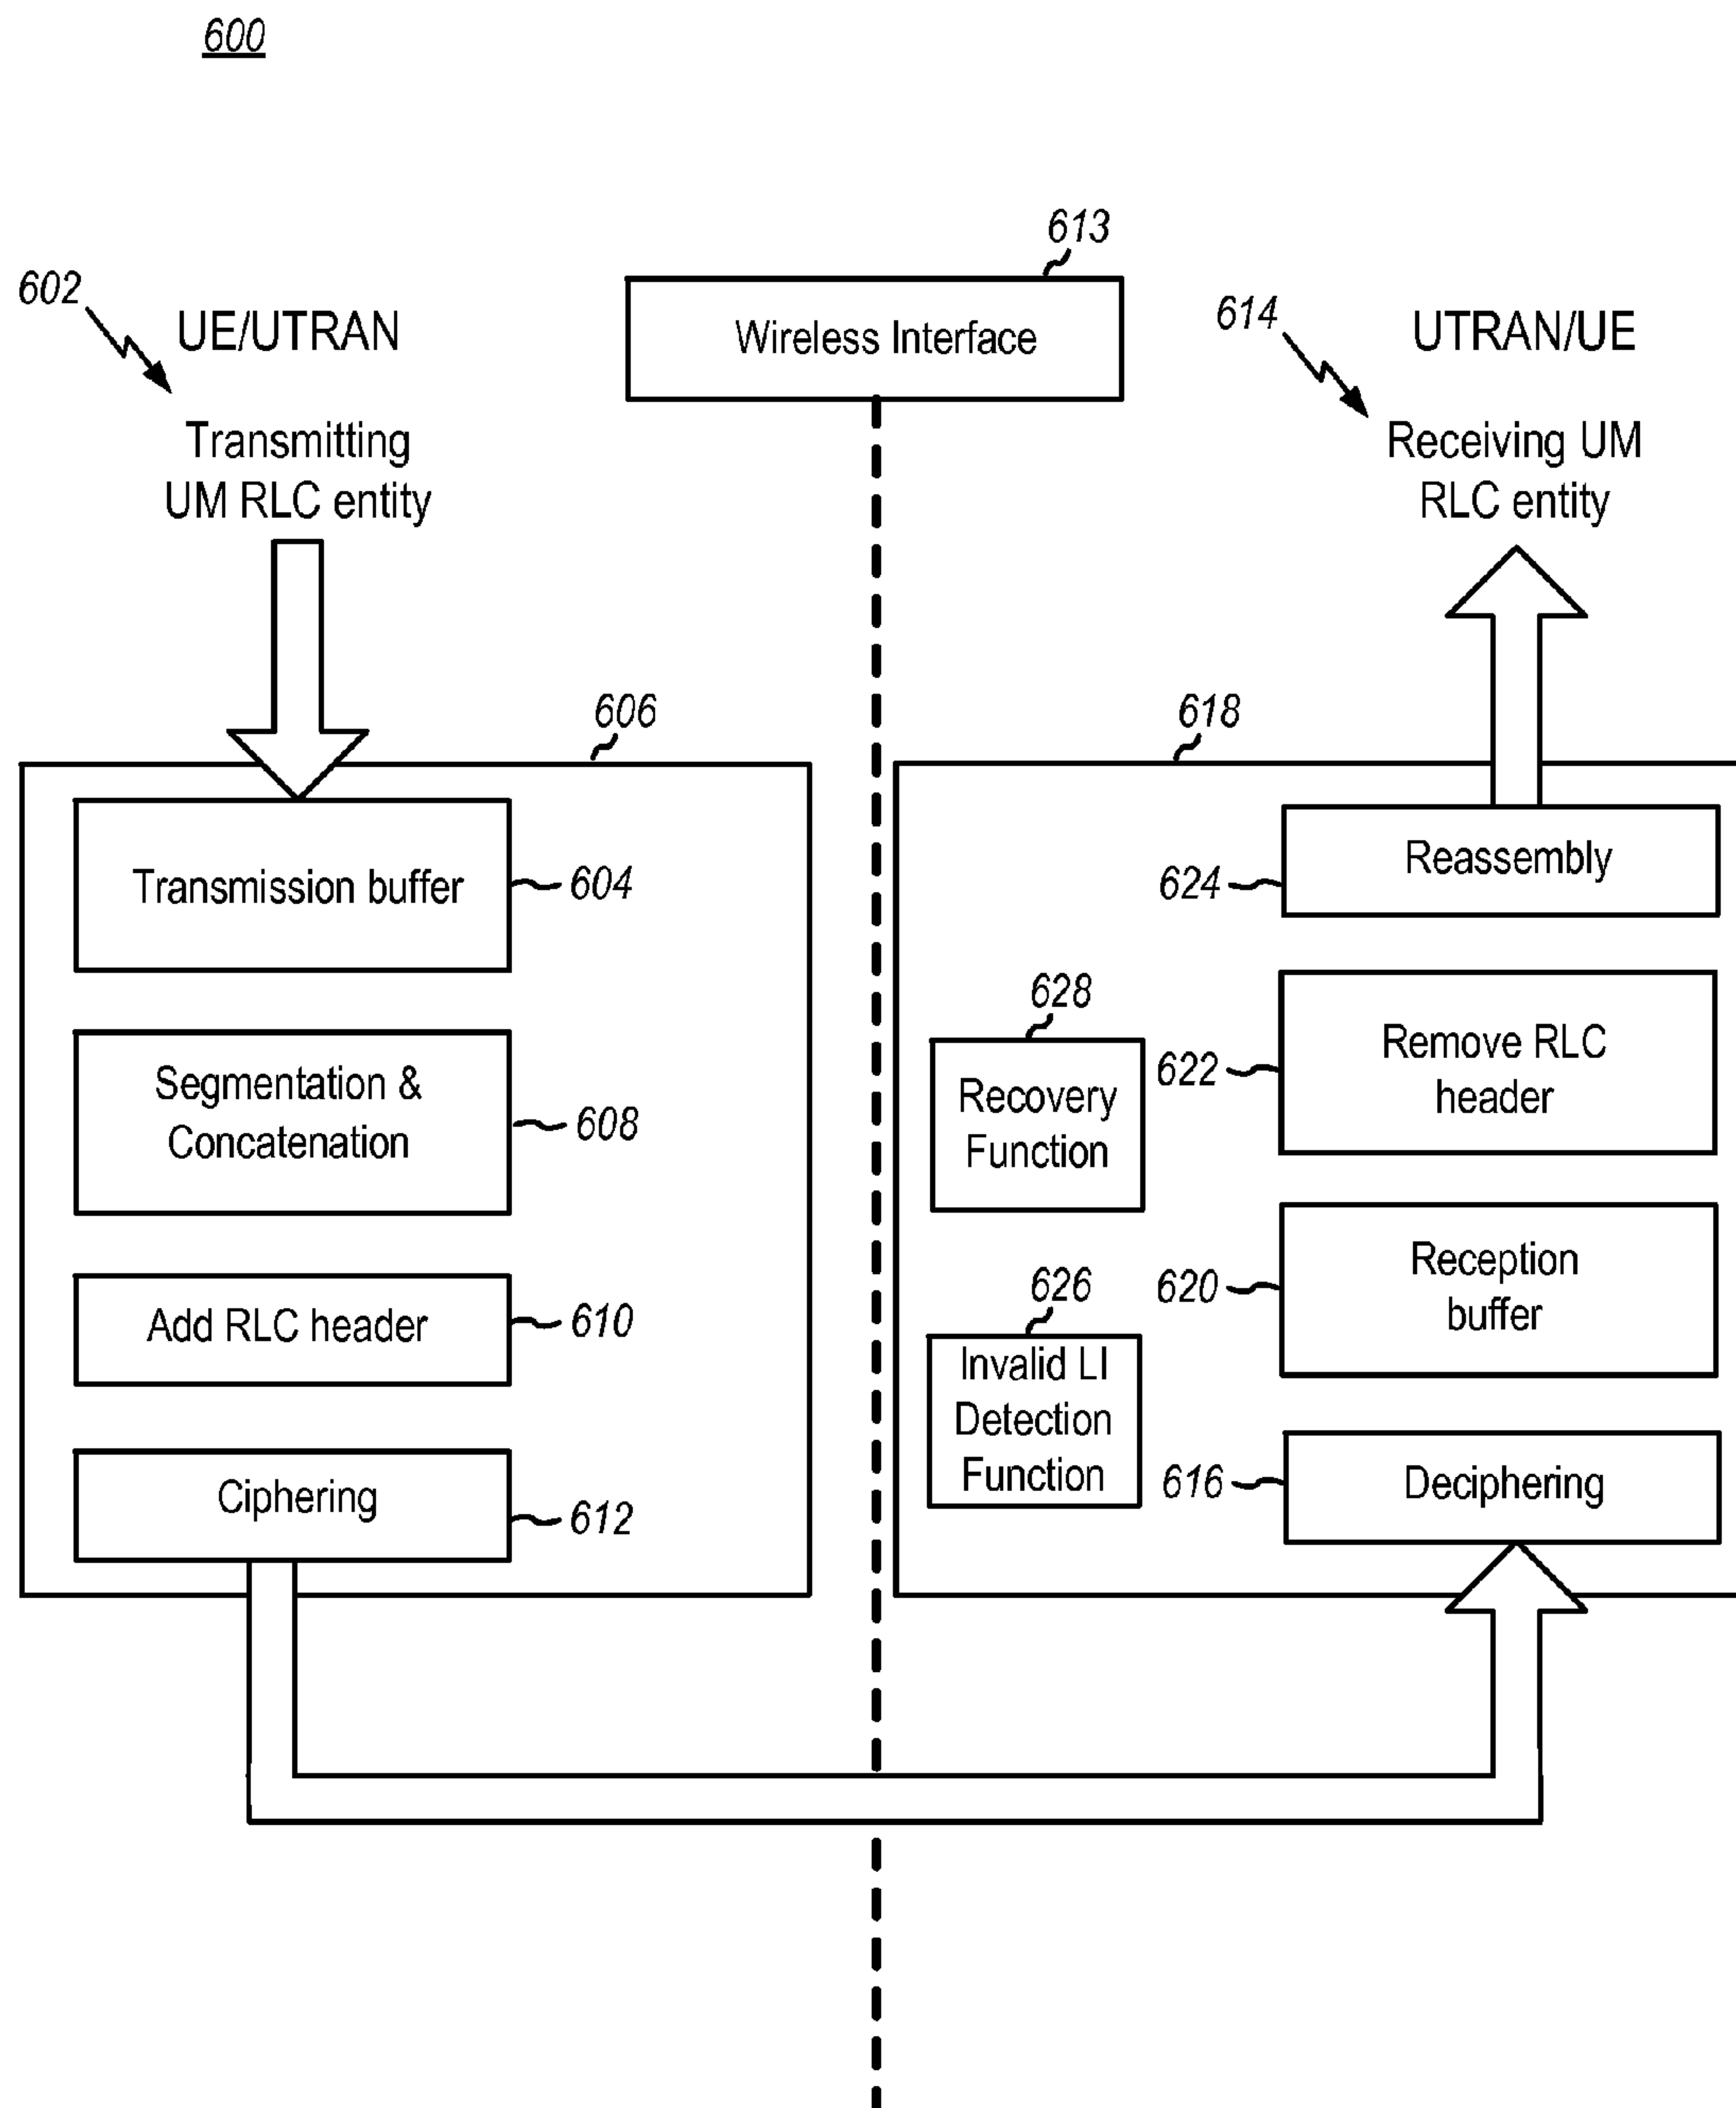 600
613
Wireless Interface
602
UE/UTRAN
Transmitting
UM RLC entity
614
UTRAN/UE
Receiving UM
RLC entity
606
Transmission buffer
604
Segmentation &
Concatenation
608
Add RLC header
610
Ciphering
612
618
Reassembly
624
628
Recovery
Function
Remove RLC
header
622
626
Invalid LI
Detection
Function
Reception
buffer
620
Deciphering
616